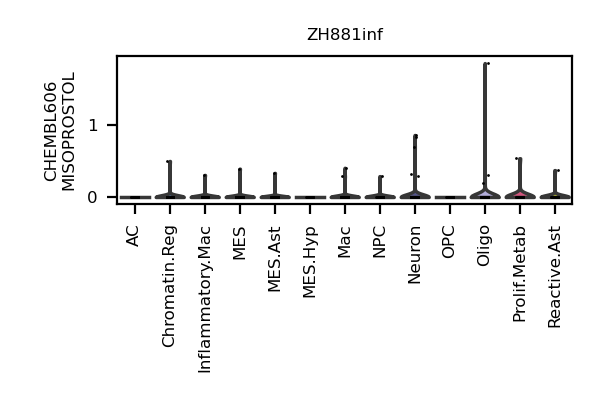 ZH881inf
CHEMBL606
MISOPROSTOL
1
0
AC
Chromatin.Reg
Inflammatory.Mac
MES
MES.Ast
MES.Hyp
Mac
NPC
Neuron
OPC
Oligo
Prolif.Metab
Reactive.Ast